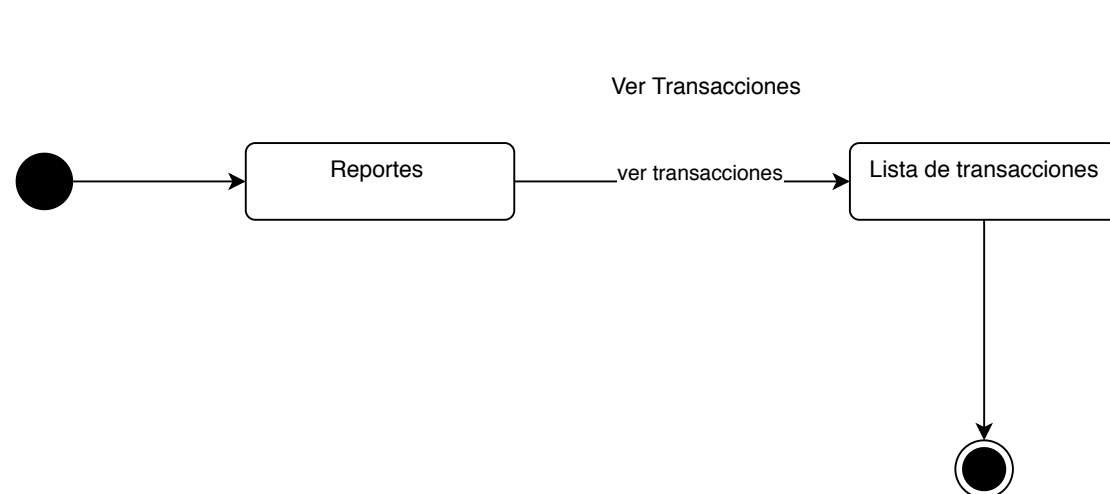 Ver Transacciones
Reportes
ver transacciones
Lista de transacciones